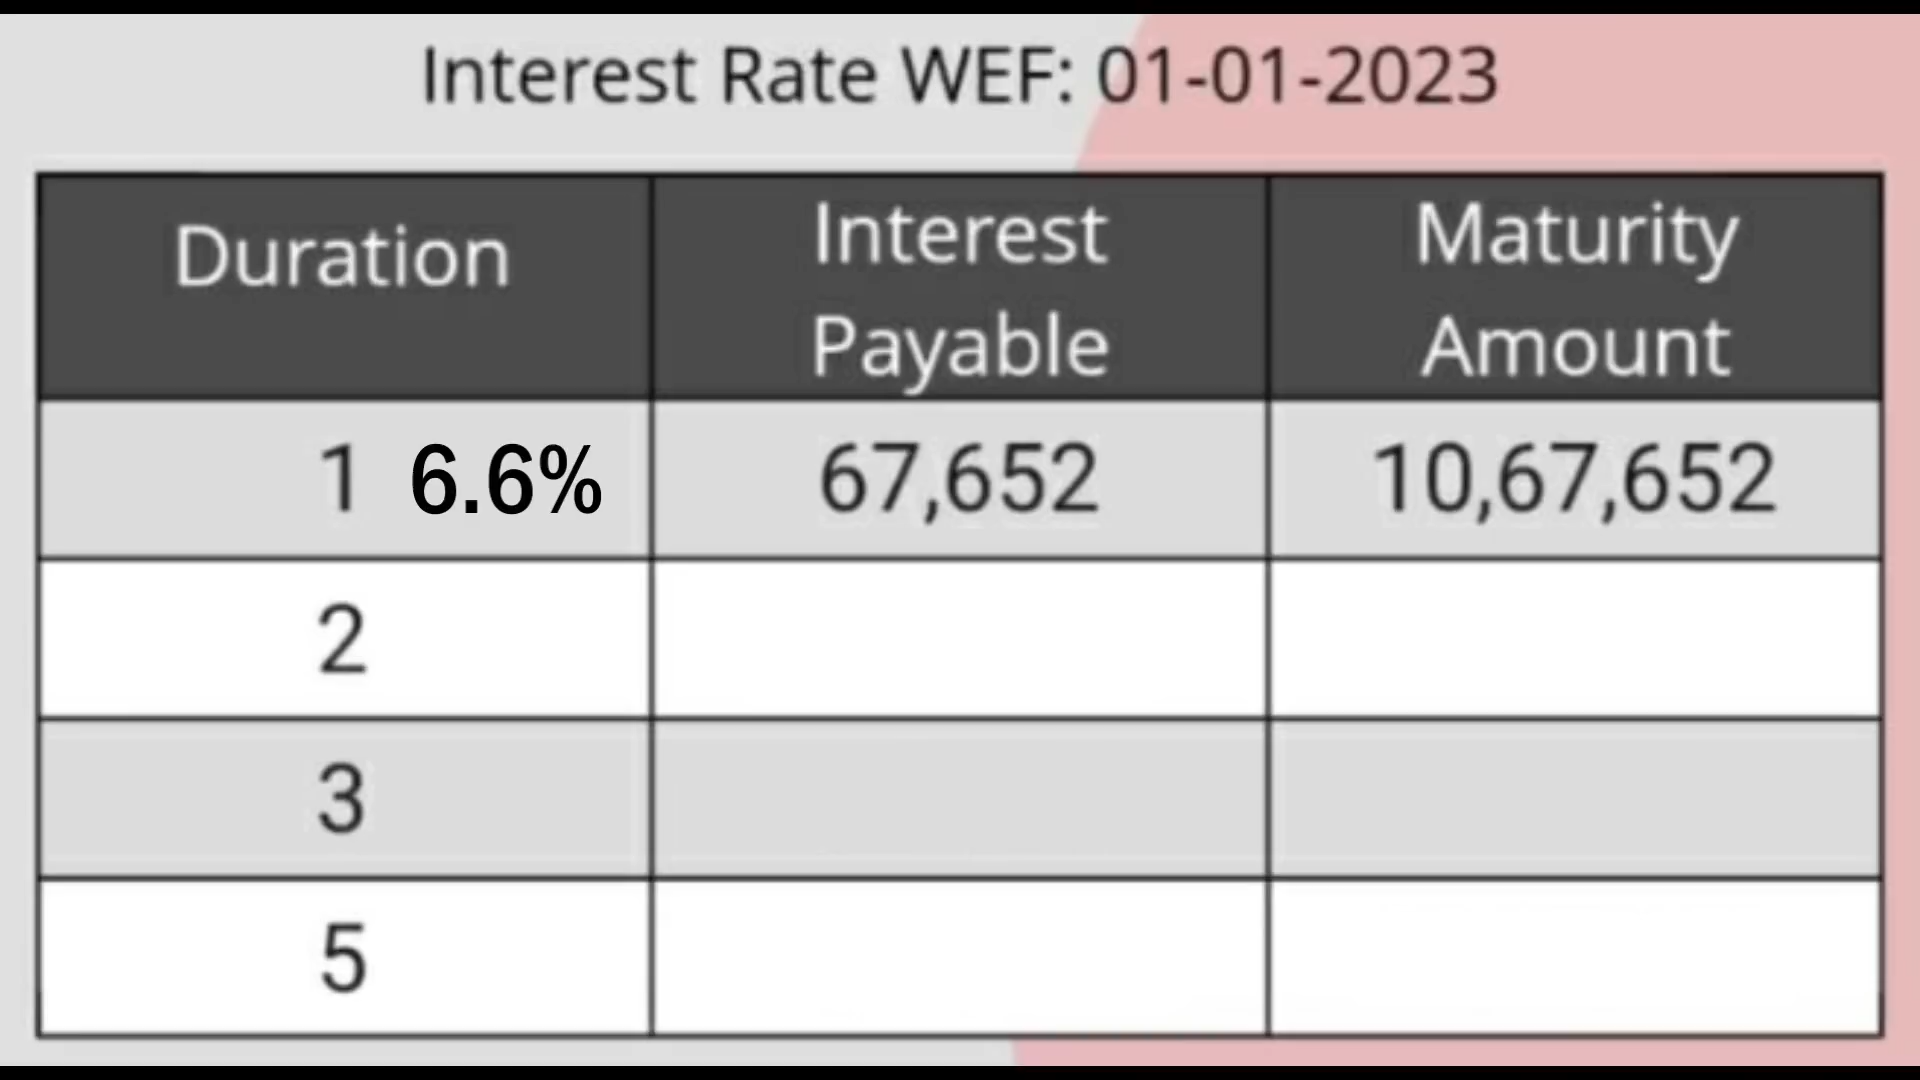 Interest Rate WEF: 01-01-2023
Duration
Interest
Payable
Maturity
Amount
1 6.6% 67,652 10,67,652
2
3
5